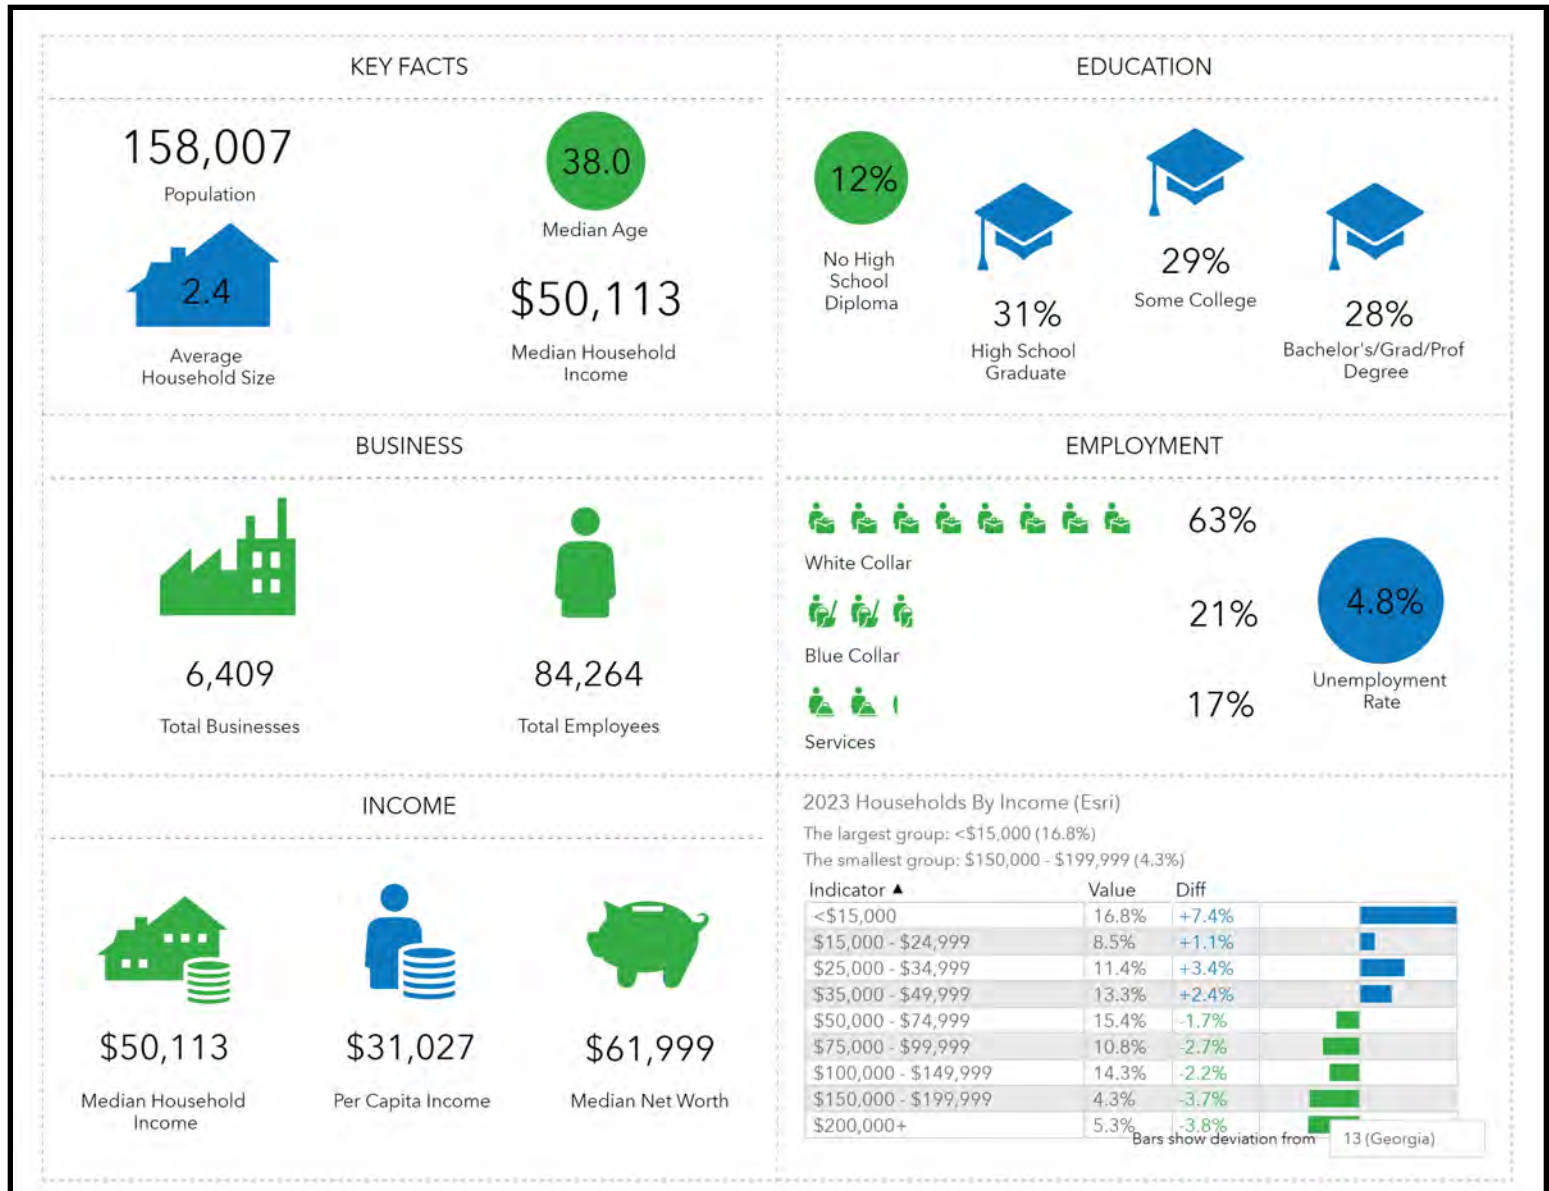 KEY FACTS
158,007
Population
38.0
Median Age
2.4
Average
Household Size
$50,113
Median Household
Income
EDUCATION
12%
No High
School
Diploma
31%
High School
Graduate
29%
Some College
28%
Bachelor's/Grad/Prof
Degree
BUSINESS
6,409
Total Businesses
84,264
Total Employees
EMPLOYMENT
63%
White Collar
21%
Blue Collar
17%
Services
4.8%
Unemployment
Rate
INCOME
$50,113
Median Household
Income
$31,027
Per Capita Income
$61,999
Median Net Worth
2023 Households By Income (Esri)
The largest group: <$15,000 (16.8%)
The smallest group: $150,000 - $199,999 (4.3%)
Indicator ▲ Value Diff
<$15,000 16.8% +7.4%
$15,000 - $24,999 8.5% +1.1%
$25,000 - $34,999 11.4% +3.4%
$35,000 - $49,999 13.3% +2.4%
$50,000 - $74,999 15.4% -1.7%
$75,000 - $99,999 10.8% -2.7%
$100,000 - $149,999 14.3% -2.2%
$150,000 - $199,999 4.3% -3.7%
$200,000+ 5.3% -3.8%
Bars show deviation from 13 (Georgia)